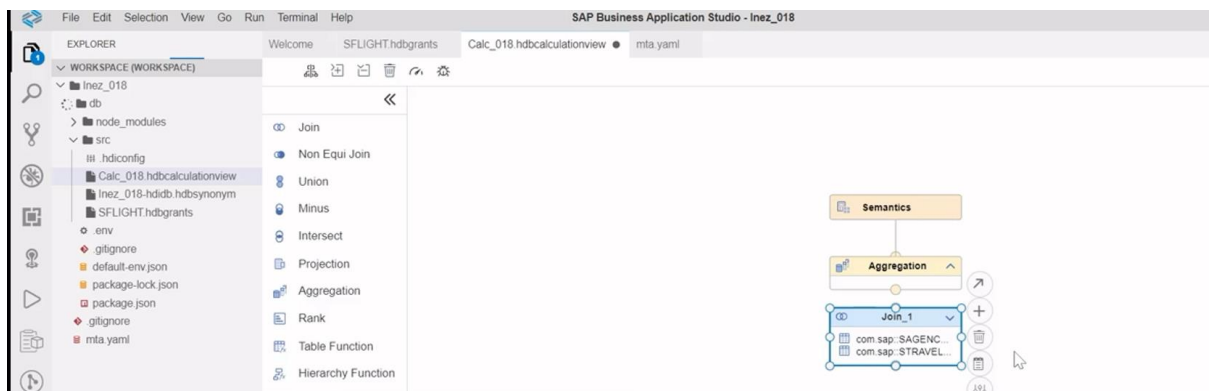 File Edit Selection View Go Run Terminal Help SAP Business Application Studio - Inez_018
EXPLORER
Welcome SFLIGHT.hdbgrants Calc_018.hdbcalculationview mta.yaml
WORKSPACE (WORKSPACE)
Inez_018
db
node_modules
src
.hdiconfig
Calc_018.hdbcalculationview
Inez_018-hdidb.hdbsynonym
SFLIGHT.hdbgrants
.env
.gitignore
default-env.json
package-lock.json
package.json
.gitignore
mta.yaml
1
Join
Non Equi Join
Union
Minus
Intersect
Projection
Aggregation
Rank
Table Function
Hierarchy Function
Semantics
Aggregation
Join_1
com.sap::SAGENC...
com.sap::STRAVEL...
101